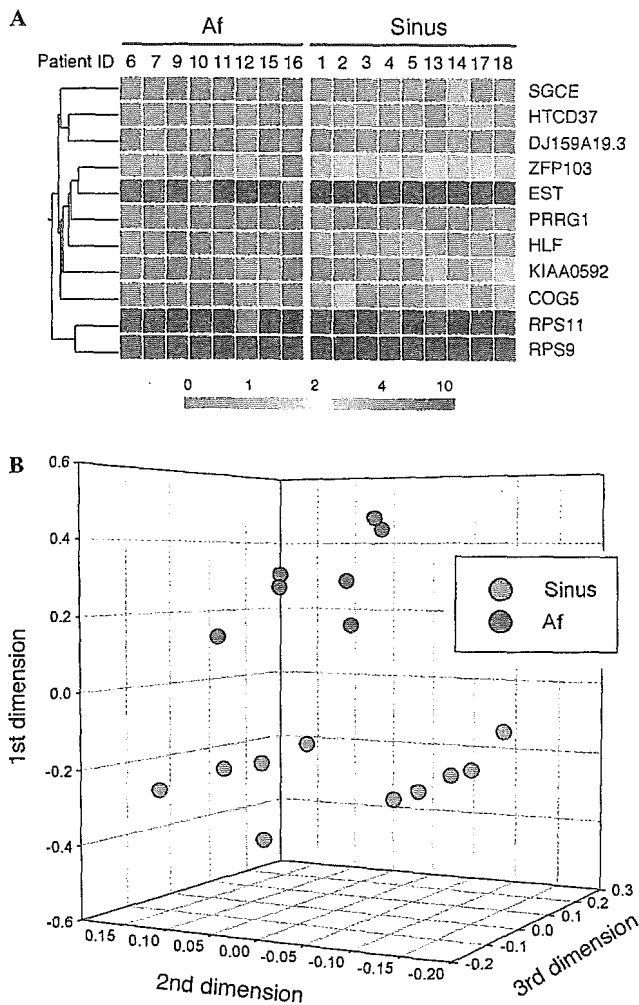 A
Af Sinus
Patient ID 6 7 9 10 11 12 15 16 1 2 3 4 5 13 14 17 18
SGCE
HTCD37
DJ159A19.3
ZFP103
EST
PRRG1
HLF
KIAA0592
COG5
RPS11
RPS9
0 1 2 4 10
B
0.6
0.4
0.2
0.0
-0.2
-0.4
-0.6
1st dimension
Sinus
Af
0.15 0.10 0.05 0.00 -0.05 -0.10 -0.15 -0.20
2nd dimension
-0.2 -0.1 0.0 0.1 0.2 0.3
3rd dimension